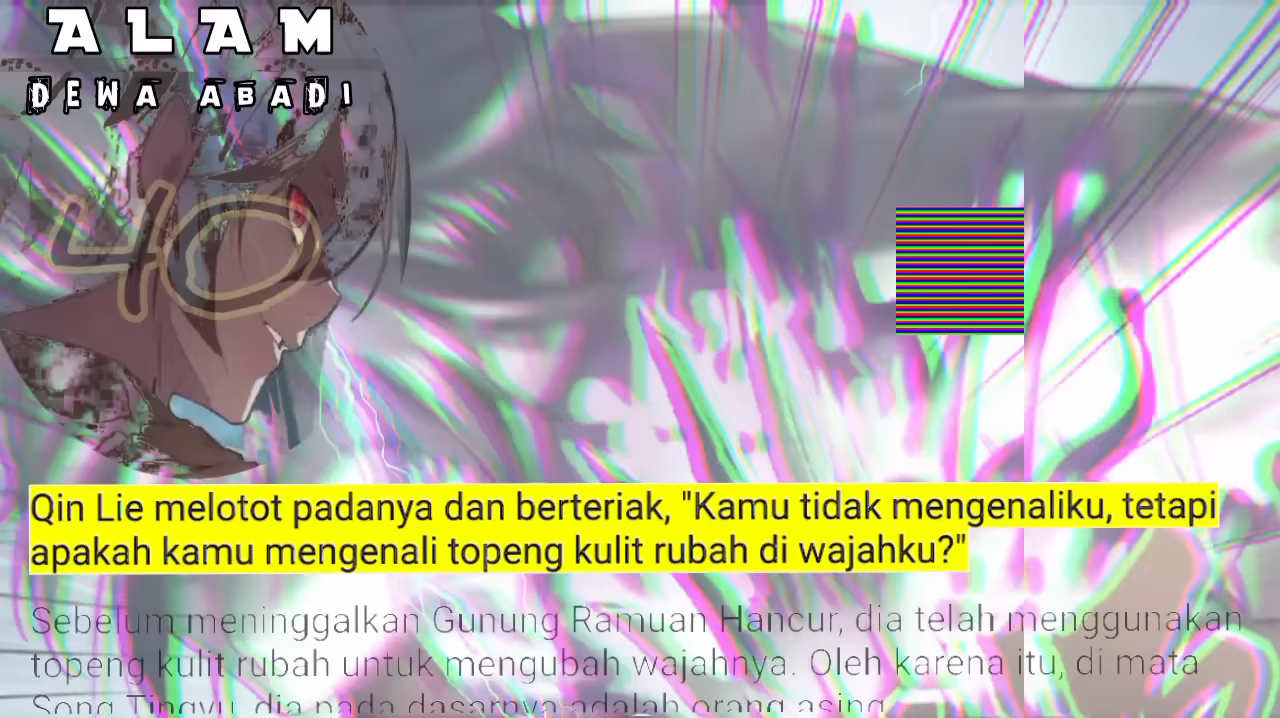 ALAM
DEWA ABADI
40
Qin Lie melotot padanya dan berteriak, "Kamu tidak mengenaliku, tetapi
apakah kamu mengenali topeng kulit rubah di wajahku?"
Sebelum meninggalkan Gunung Ramuan Hancur, dia telah menggunakan
topeng kulit rubah untuk mengubah wajahnya. Oleh karena itu, di mata
Song Tingyu, dia pada dasarnya adalah orang asing.